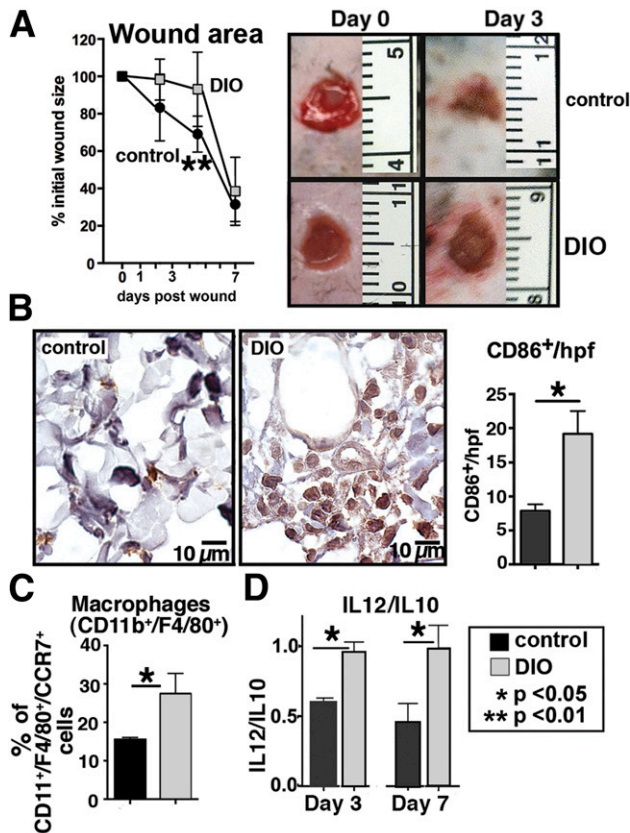 A
Wound area
% initial wound size
120
100
80
60
40
20
0
0 1 3 7
days post wound
DIO
control
**
Day 0
Day 3
5
4
12
11
control
11
10
9
8
DIO
B
control
10 µm
DIO
10 µm
CD86+/hpf
CD86+/hpf
25
20
15
10
5
0
*
C
Macrophages
(CD11b+/F4/80+)
% of
CD11+/F4/80+/CCR7+
cells
40
30
20
10
0
*
D
IL12/IL10
IL12/IL10
1.0
0.5
0.0
*
*
Day 3
Day 7
control
DIO
* p <0.05
** p <0.01